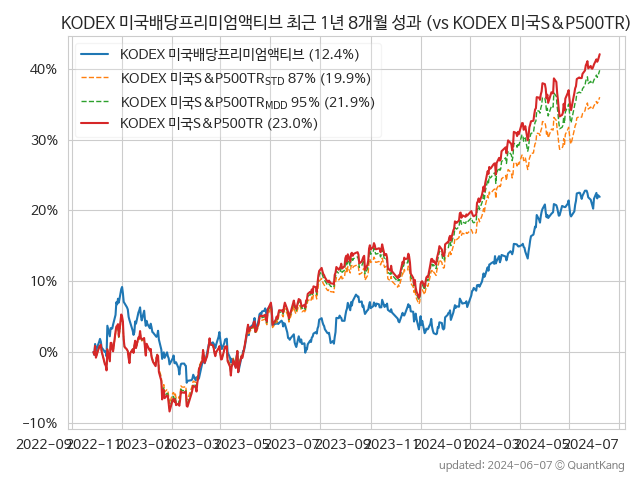 KODEX 미국배당프리미엄액티브 최근 1년 8개월 성과 (vs KODEX 미국S&P500TR)
KODEX 미국배당프리미엄액티브 (12.4%)
KODEX 미국S&P500TR STD 87% (19.9%)
KODEX 미국S&P500TR MDD 95% (21.9%)
KODEX 미국S&P500TR (23.0%)
40%
30%
20%
10%
0%
−10%
2022-09 2022-11 2023-01 2023-03 2023-05 2023-07 2023-09 2023-11 2024-01 2024-03 2024-05 2024-07
updated: 2024-06-07 © QuantKang